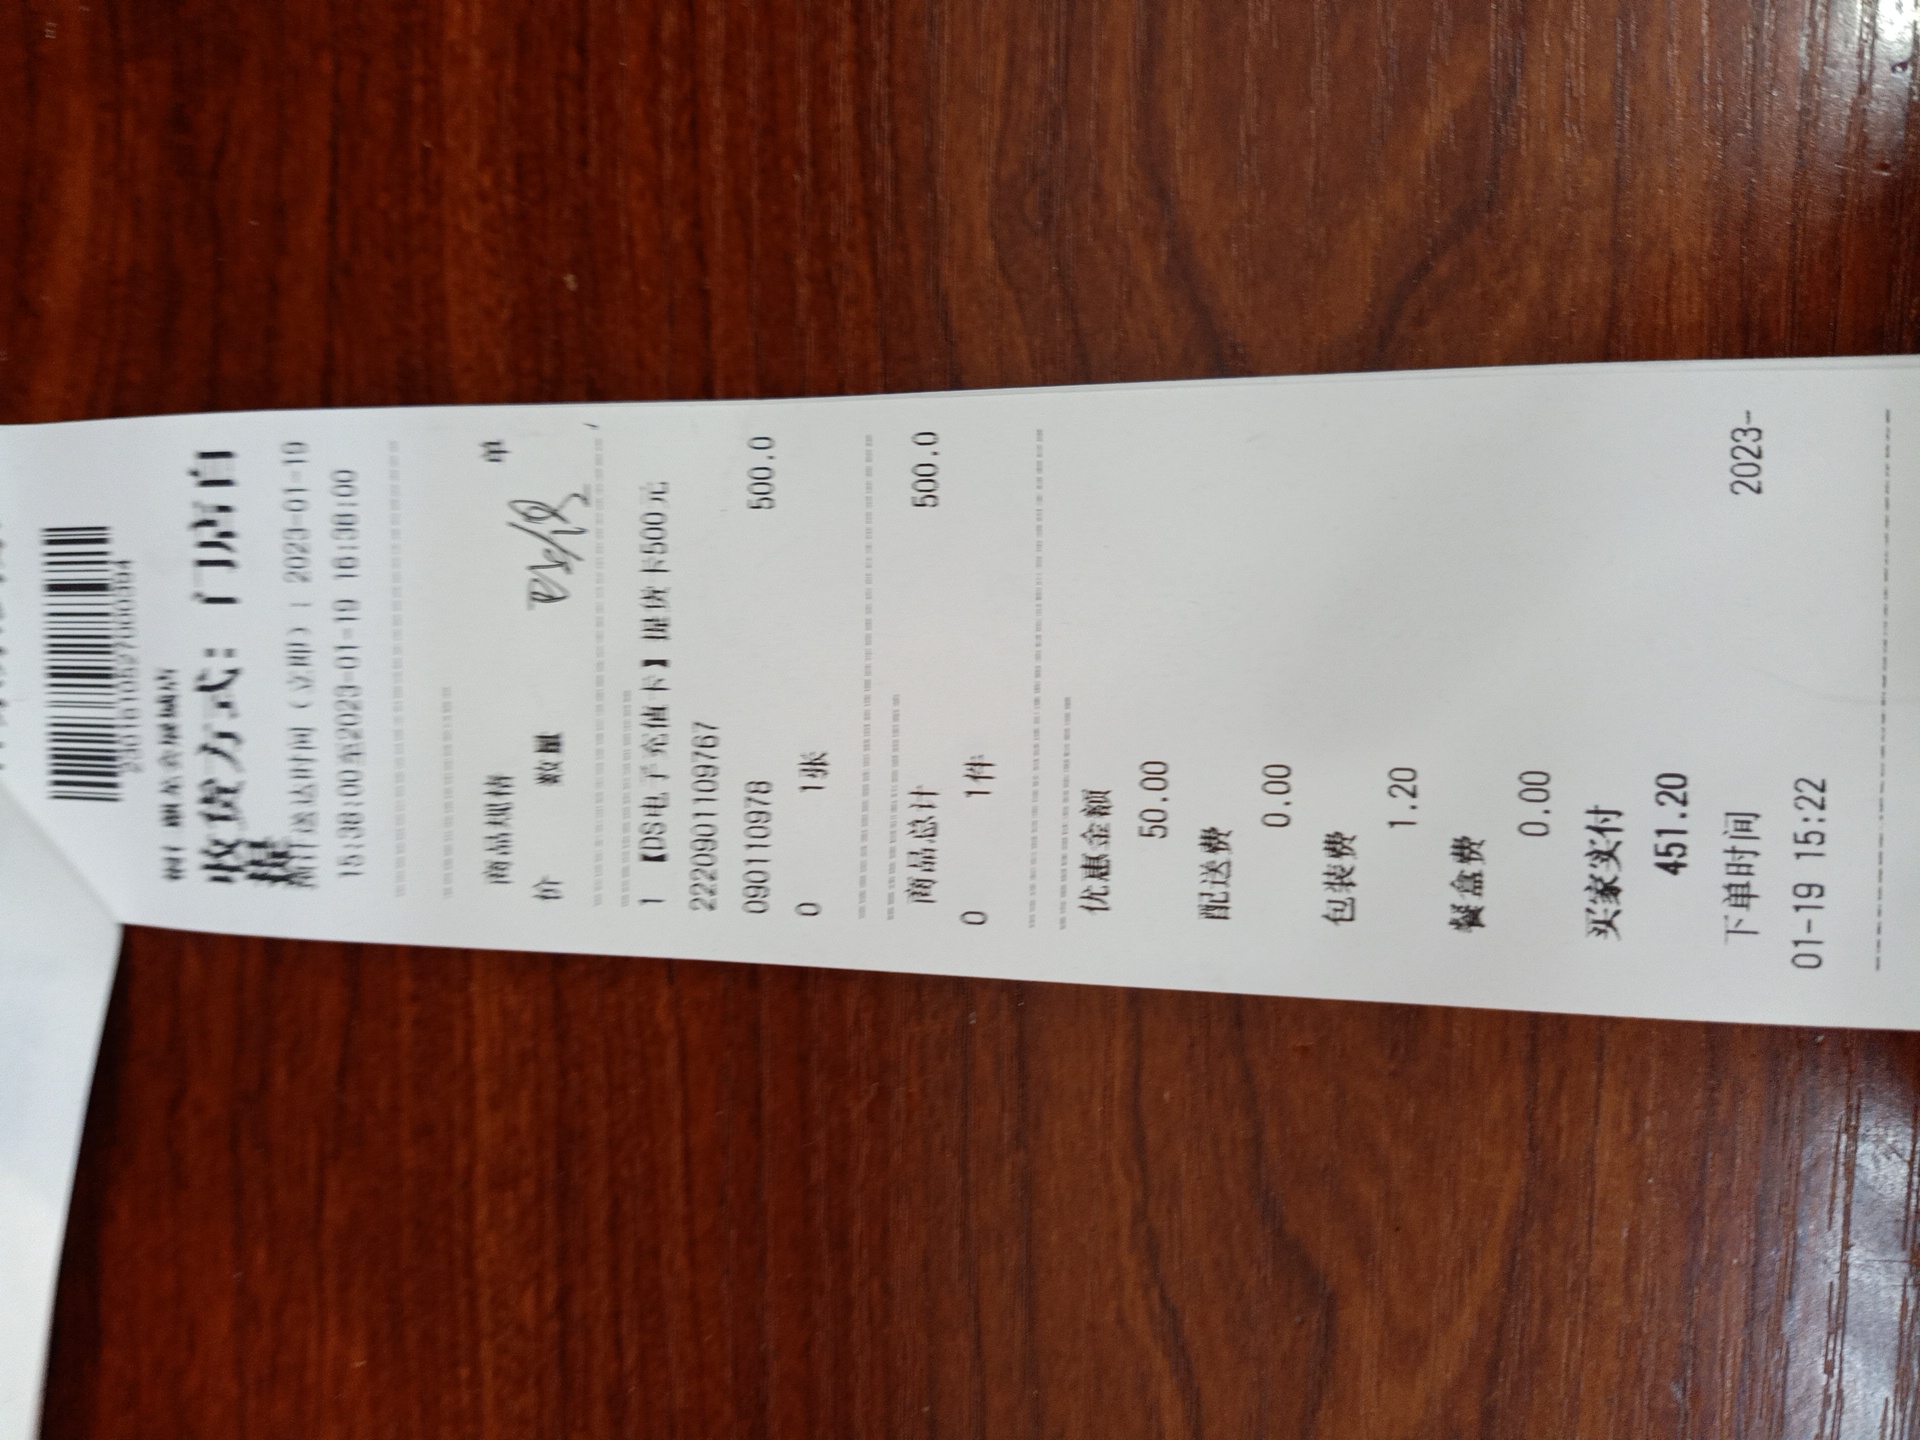 收货方式：门店自
提
预计送达时间（立即）：2023-01-19
15:38:00至2023-01-19 16:38:00
商品规格 单
价 数量
1 【DS电子充值卡】提货卡500元
2220901109767
090110978 500.0
0 1张
商品总计 500.0
0 1件
优惠金额
50.00
配送费
0.00
包装费
1.20
餐盒费
0.00
买家实付
451.20
下单时间 2023-
01-19 15:22